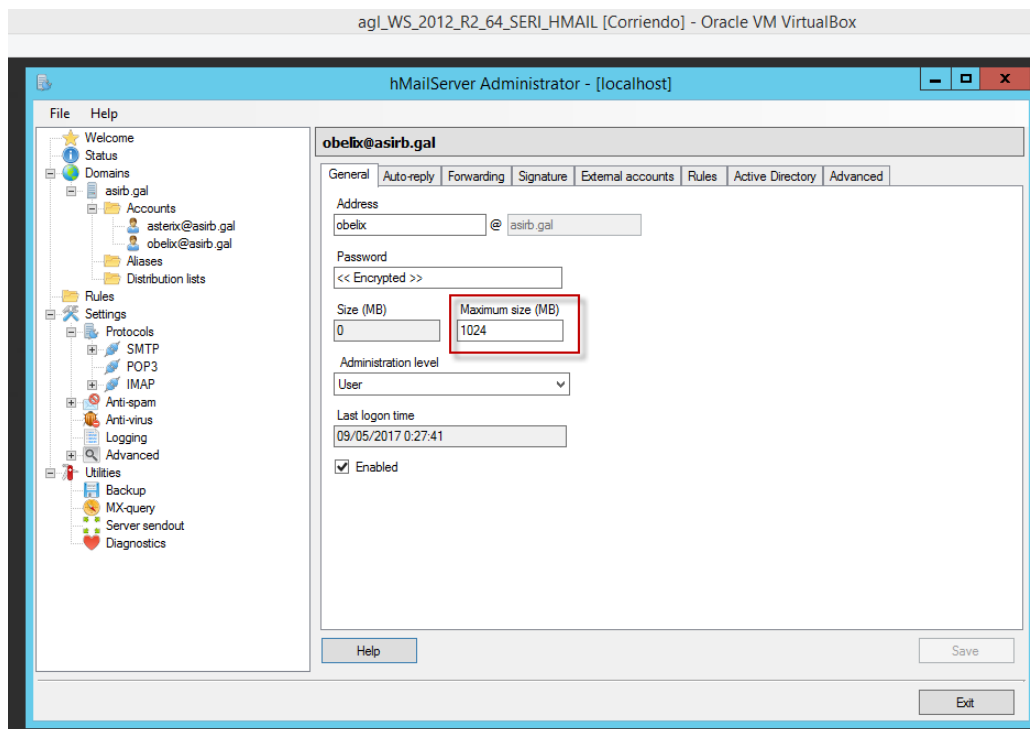 agl_WS_2012_R2_64_SERI_HMAIL [Corriendo] - Oracle VM VirtualBox
hMailServer Administrator - [localhost]
File Help
Welcome
Status
Domains
asirb.gal
Accounts
asterix@asirb.gal
obelix@asirb.gal
Aliases
Distribution lists
Rules
Settings
Protocols
SMTP
POP3
IMAP
Anti-spam
Anti-virus
Logging
Advanced
Utilities
Backup
MX-query
Server sendout
Diagnostics
obelix@asirb.gal
General Auto-reply Forwarding Signature External accounts Rules Active Directory Advanced
Address
obelix @ asirb.gal
Password
<< Encrypted >>
Size (MB) Maximum size (MB)
0 1024
Administration level
User
Last logon time
09/05/2017 0:27:41
Enabled
Help Save
Exit